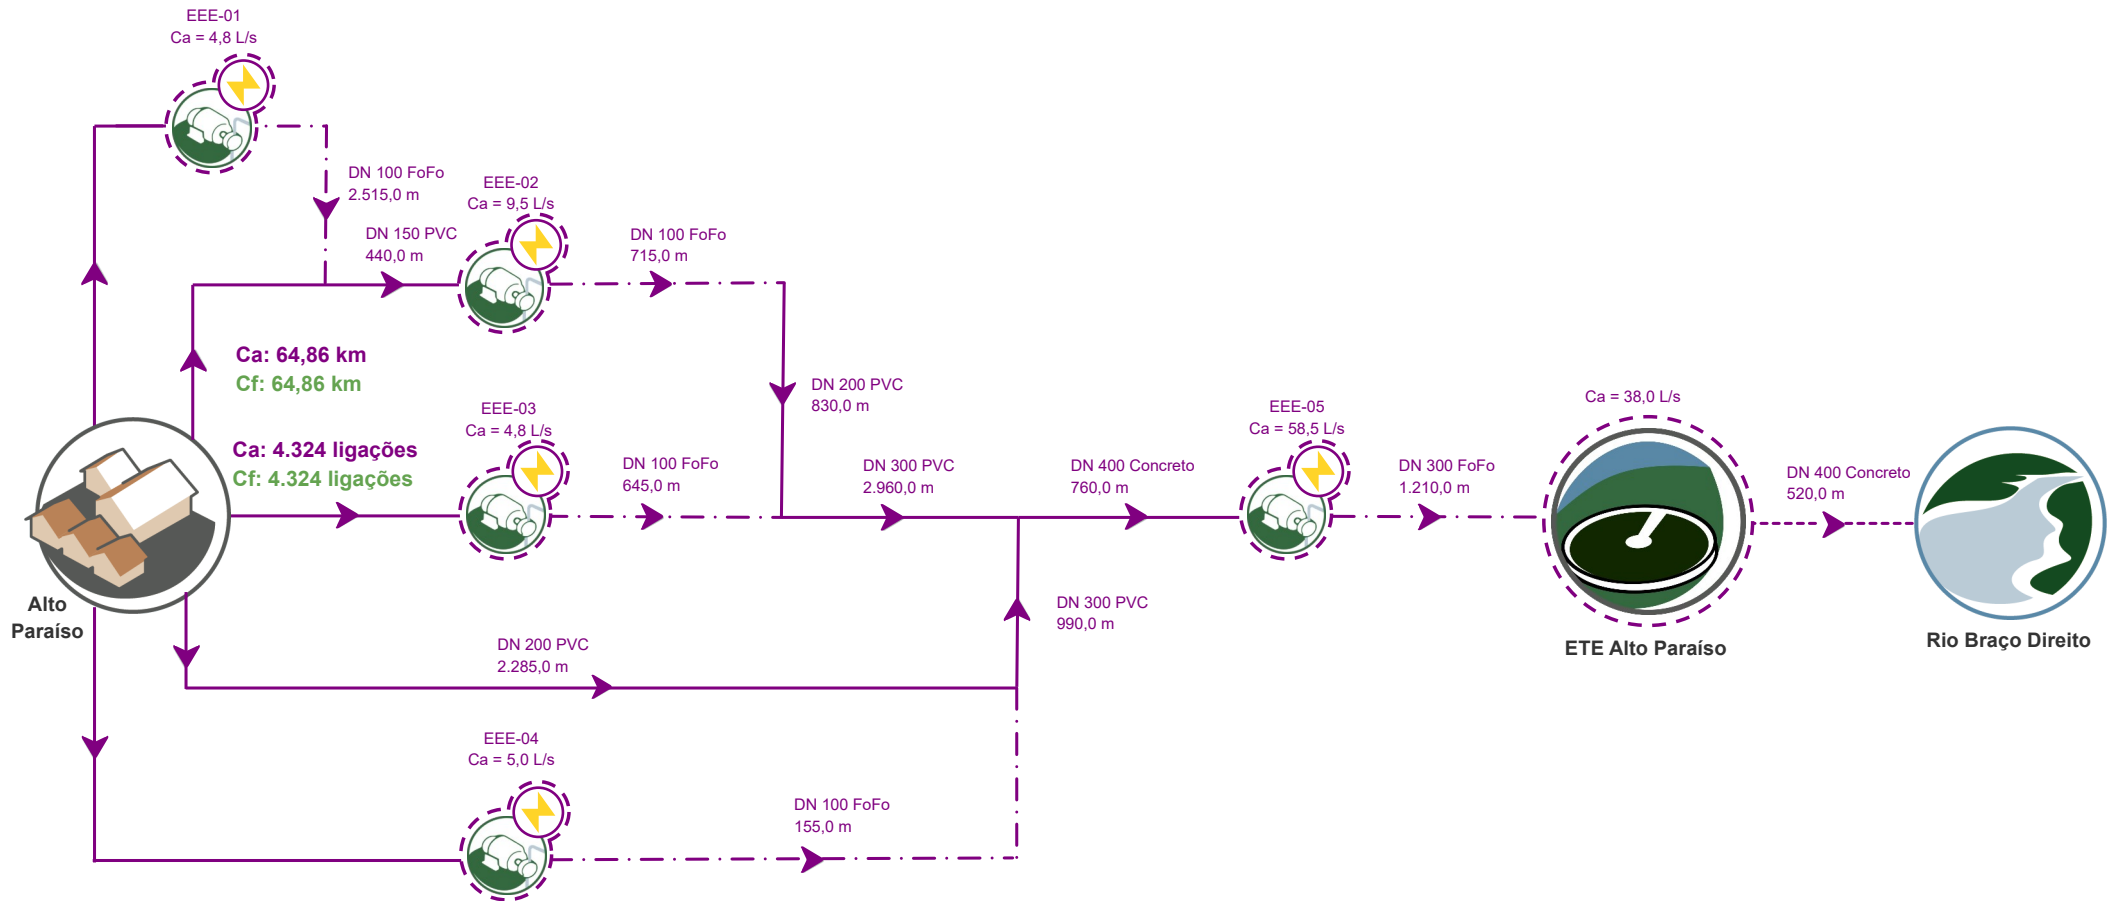 EEE-01
Ca = 4,8 L/s
DN 100 FoFo
2.515,0 m
EEE-02
Ca = 9,5 L/s
DN 150 PVC
440,0 m
DN 100 FoFo
715,0 m
Ca: 64,86 km
Cf: 64,86 km
DN 200 PVC
830,0 m
Ca: 4.324 ligações
Cf: 4.324 ligações
EEE-03
Ca = 4,8 L/s
DN 100 FoFo
645,0 m
DN 300 PVC
2.960,0 m
DN 400 Concreto
760,0 m
EEE-05
Ca = 58,5 L/s
DN 300 FoFo
1.210,0 m
Ca = 38,0 L/s
DN 400 Concreto
520,0 m
Alto
Paraíso
DN 300 PVC
990,0 m
ETE Alto Paraíso
Rio Braço Direito
DN 200 PVC
2.285,0 m
EEE-04
Ca = 5,0 L/s
DN 100 FoFo
155,0 m